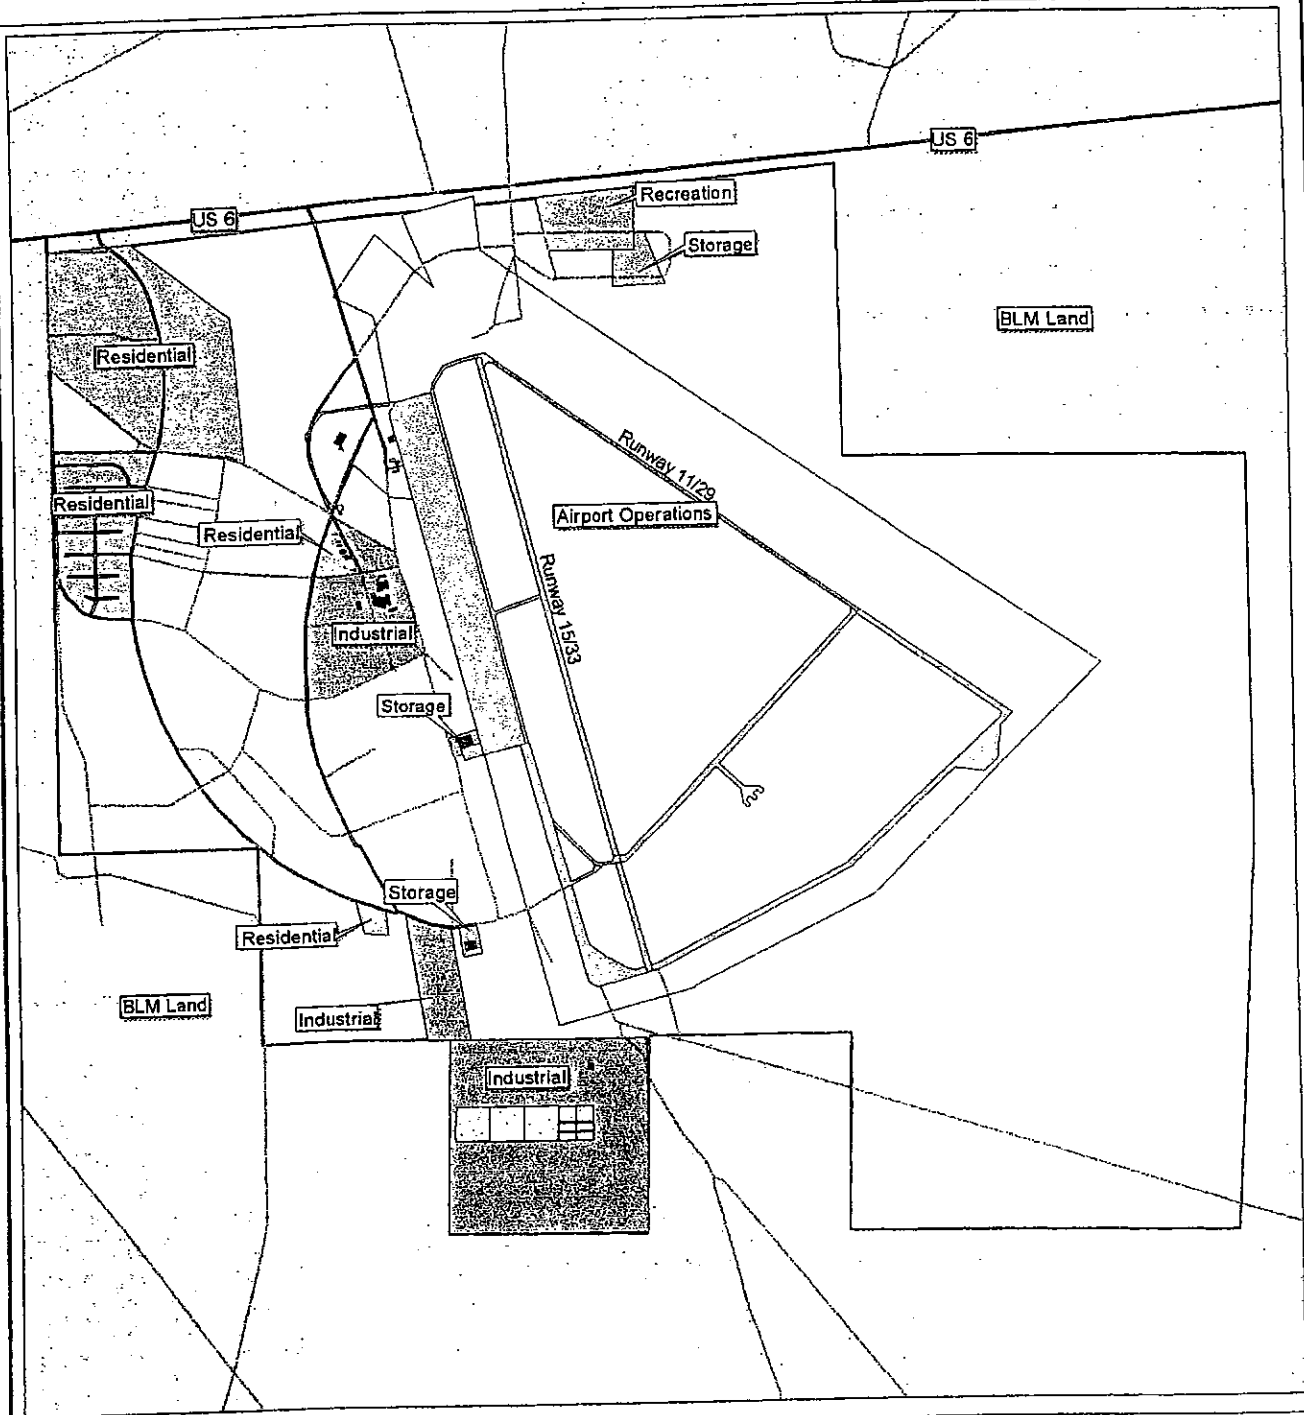 US 6
Recreation
US 6
Storage
BLM Land
Residential
Runway 11/29
Residential
Airport Operations
Residential
Runway 15/33
Industrial
Storage
Storage
Residential
BLM Land
Industrial
Industrial